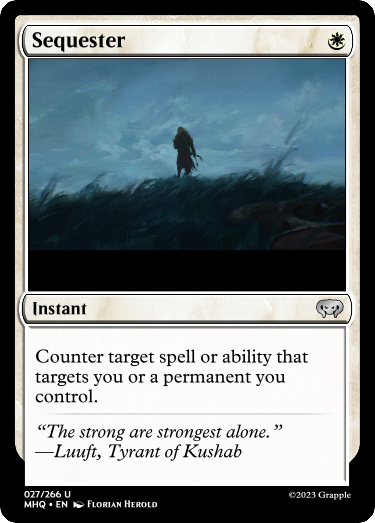 Sequester
Instant
Counter target spell or ability that
targets you or a permanent you
control.
“The strong are strongest alone.”
—Luuft, Tyrant of Kushab
027/266 U
MHQ • EN Florian Herold
©2023 Grapple